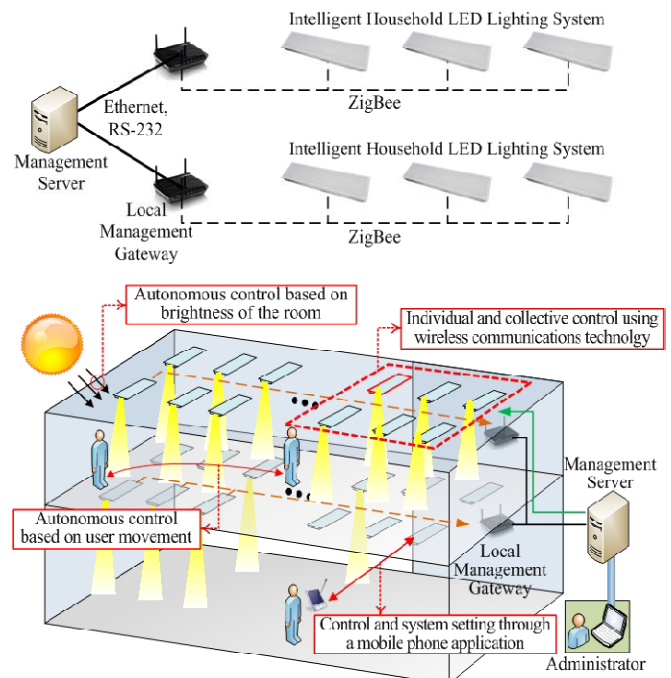 Intelligent Household LED Lighting System
Ethernet,
RS-232
ZigBee
Management
Server
Intelligent Household LED Lighting System
Local
Management
Gateway
ZigBee
Autonomous control based on
brightness of the room
Individual and collective control using
wireless communications technolgy
Management
Server
Autonomous control
based on user movement
Local
Management
Gateway
Control and system setting through
a mobile phone application
Administrator